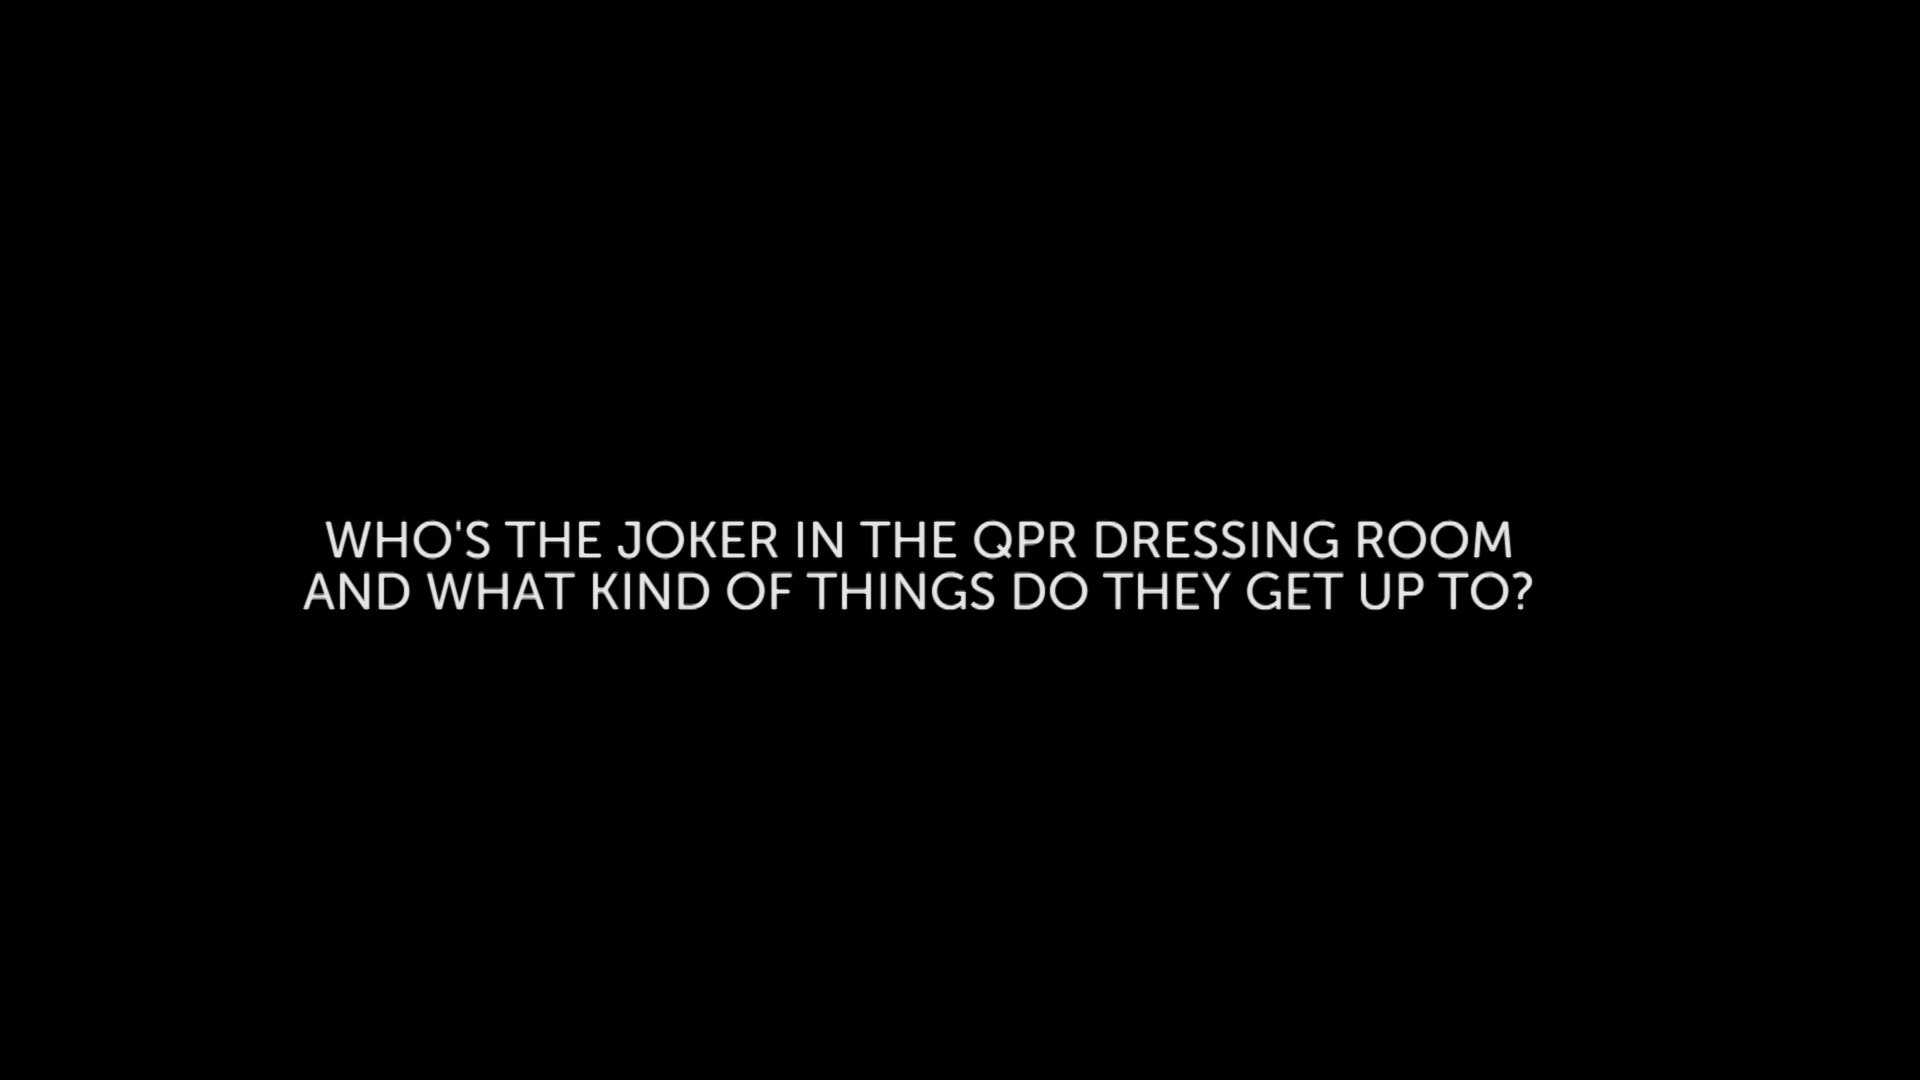 WHO'S THE JOKER IN THE QPR DRESSING ROOM
AND WHAT KIND OF THINGS DO THEY GET UP TO?